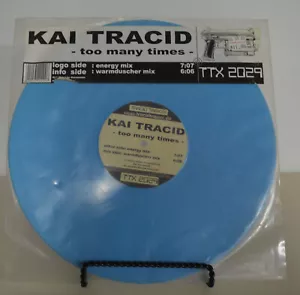 KAI TRACID
- too many times -
logo side : energy mix 7:07
info side : warmduscher mix 6:06
TTX 2029
KAI TRACID
- too many times -
TTX 2029